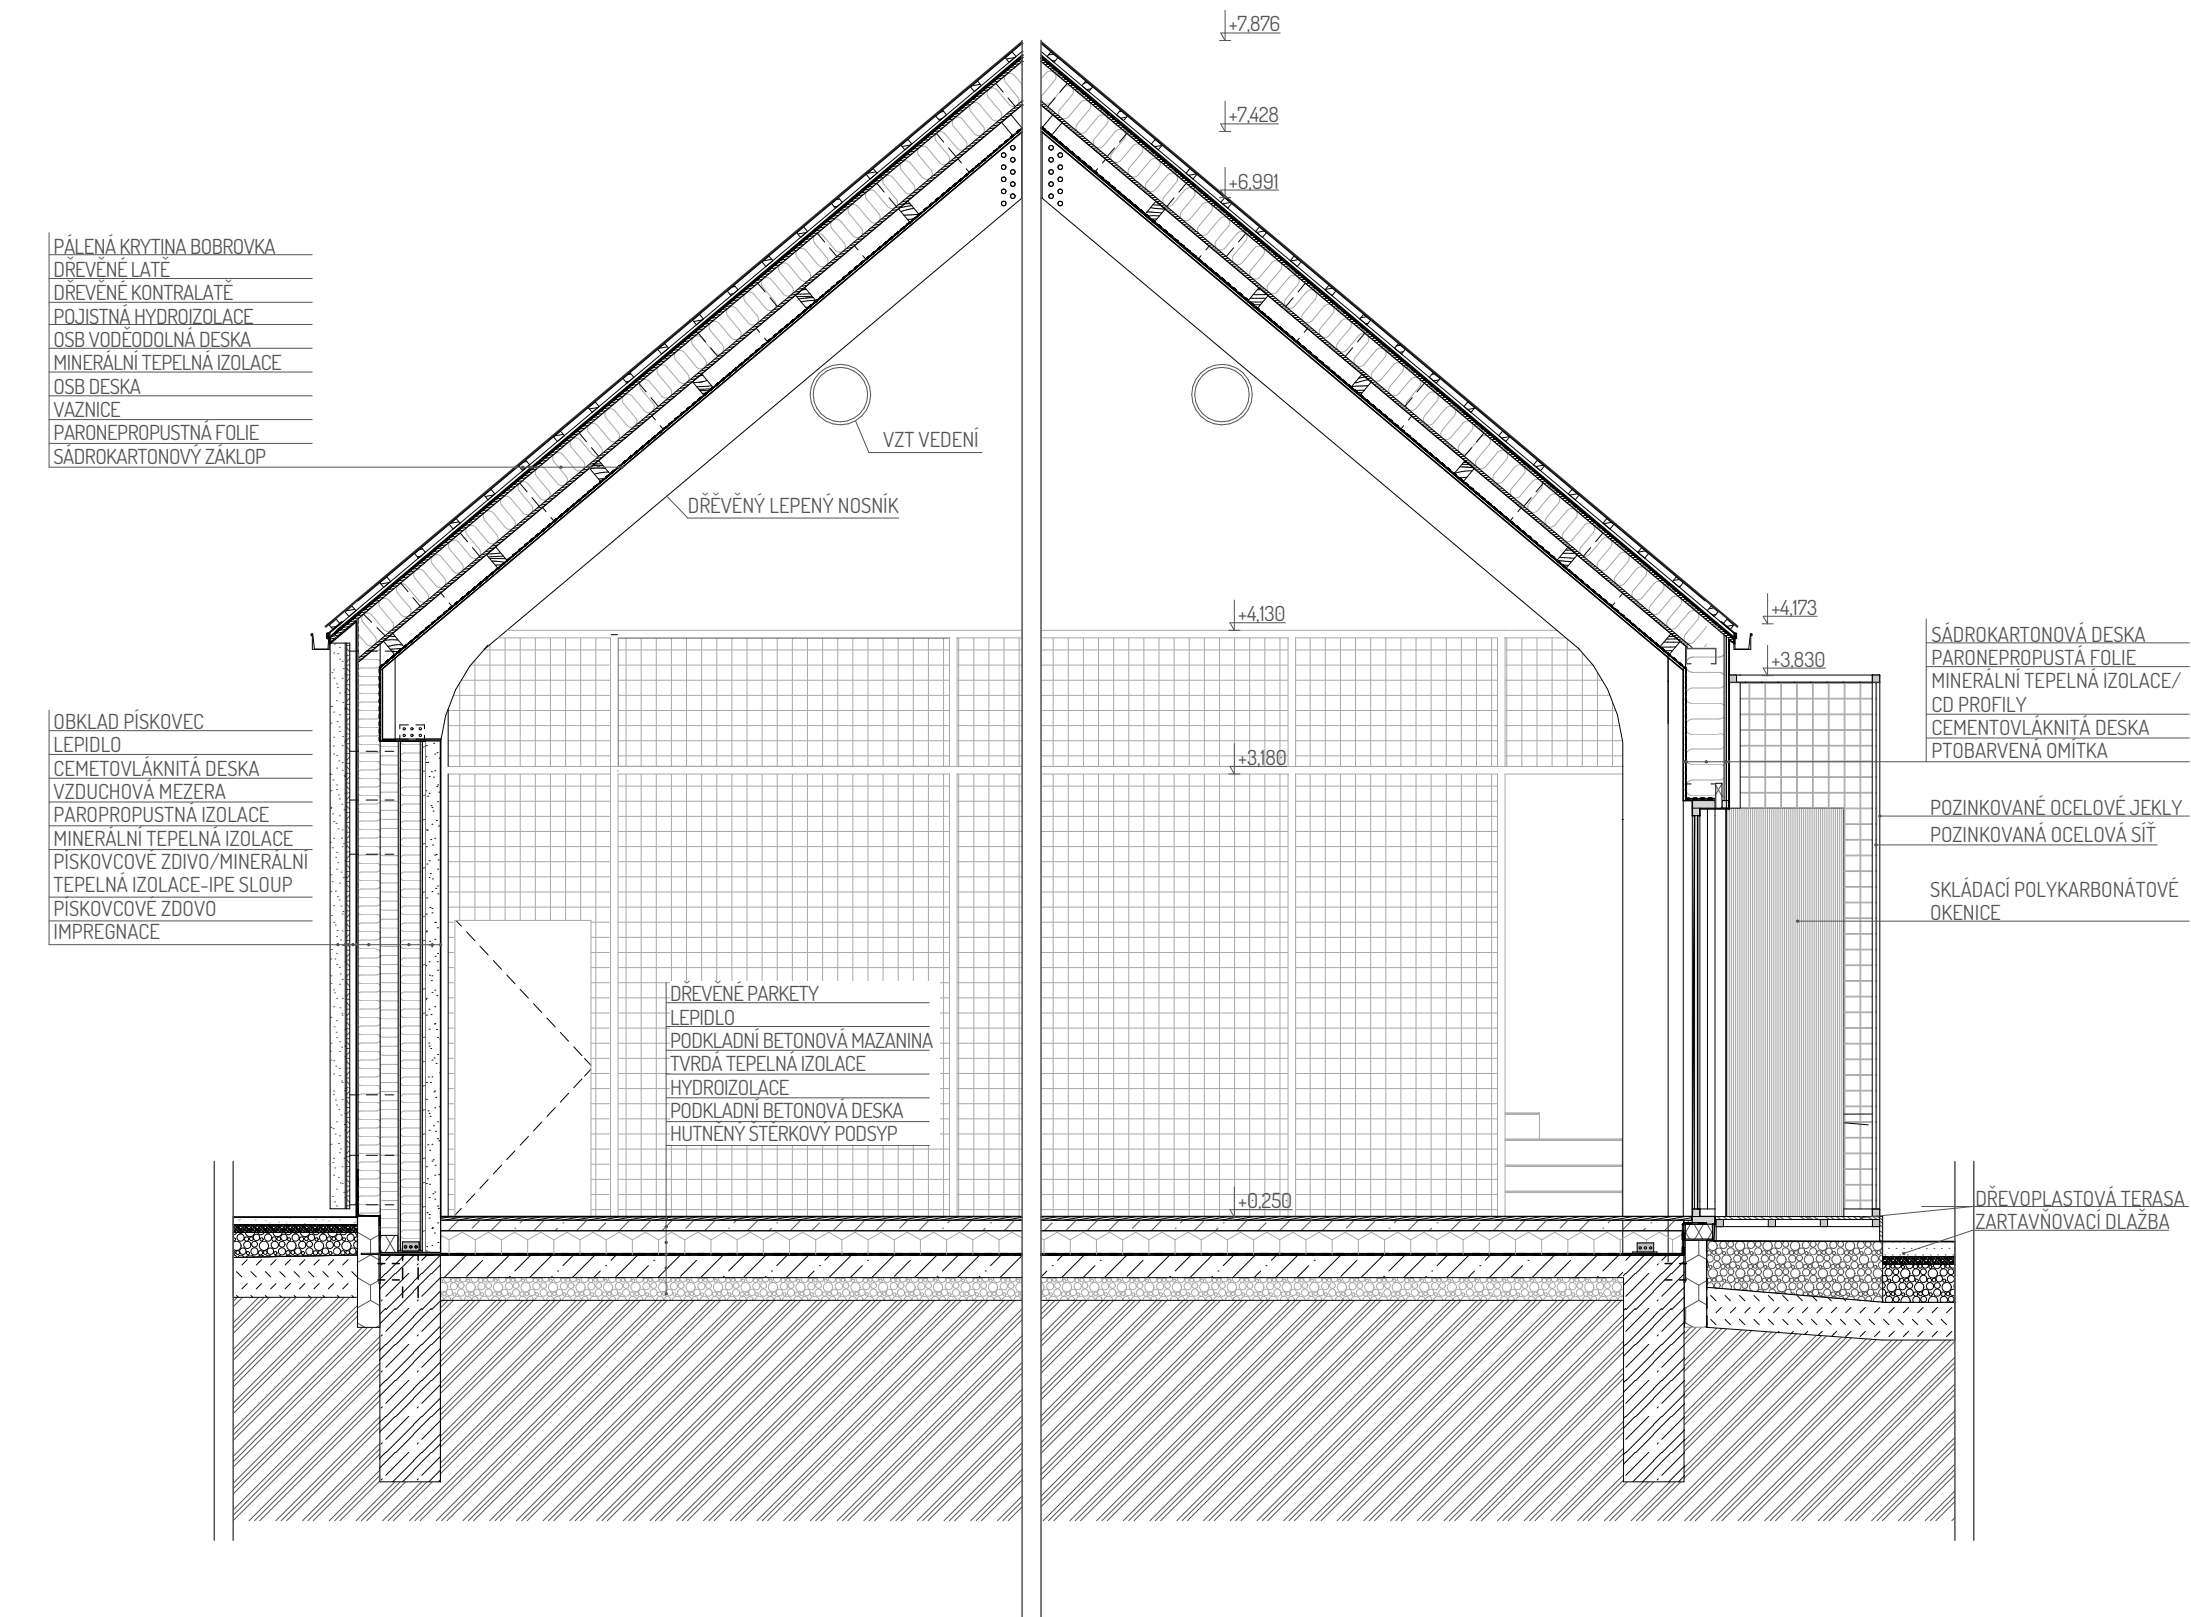 +7,876
+7,428
+6,991
PÁLENÁ KRYTINA BOBROVKA
DŘEVĚNÉ LATĚ
DŘEVĚNÉ KONTRALATĚ
POJISTNÁ HYDROIZOLACE
OSB VODĚODOLNÁ DESKA
MINERÁLNÍ TEPELNÁ IZOLACE
OSB DESKA
VAZNICE
PARONEPROPUSTNÁ FOLIE
SÁDROKARTONOVÝ ZÁKLOP
VZT VEDENÍ
DŘĚVĚNÝ LEPENÝ NOSNÍK
+4,130
+4,173
+3,830
+3,180
SÁDROKARTONOVÁ DESKA
PARONEPROPUSTÁ FOLIE
MINERÁLNÍ TEPELNÁ IZOLACE/
CD PROFILY
CEMENTOVLÁKNITÁ DESKA
PTOBARVENÁ OMÍTKA
POZINKOVANÉ OCELOVÉ JEKLY
POZINKOVANÁ OCELOVÁ SÍŤ
SKLÁDACÍ POLYKARBONÁTOVÉ
OKENICE
OBKLAD PÍSKOVEC
LEPIDLO
CEMETOVLÁKNITÁ DESKA
VZDUCHOVÁ MEZERA
PAROPROPUSTNÁ IZOLACE
MINERÁLNÍ TEPELNÁ IZOLACE
PÍSKOVCOVÉ ZDIVO/MINERÁLNÍ
TEPELNÁ IZOLACE-IPE SLOUP
PÍSKOVCOVÉ ZDOVO
IMPREGNACE
DŘEVĚNÉ PARKETY
LEPIDLO
PODKLADNÍ BETONOVÁ MAZANINA
TVRDÁ TEPELNÁ IZOLACE
HYDROIZOLACE
PODKLADNÍ BETONOVÁ DESKA
HUTNĚNÝ ŠTĚRKOVÝ PODSYP
+0,250
DŘEVOPLASTOVÁ TERASA
ZARTAVŇOVACÍ DLAŽBA